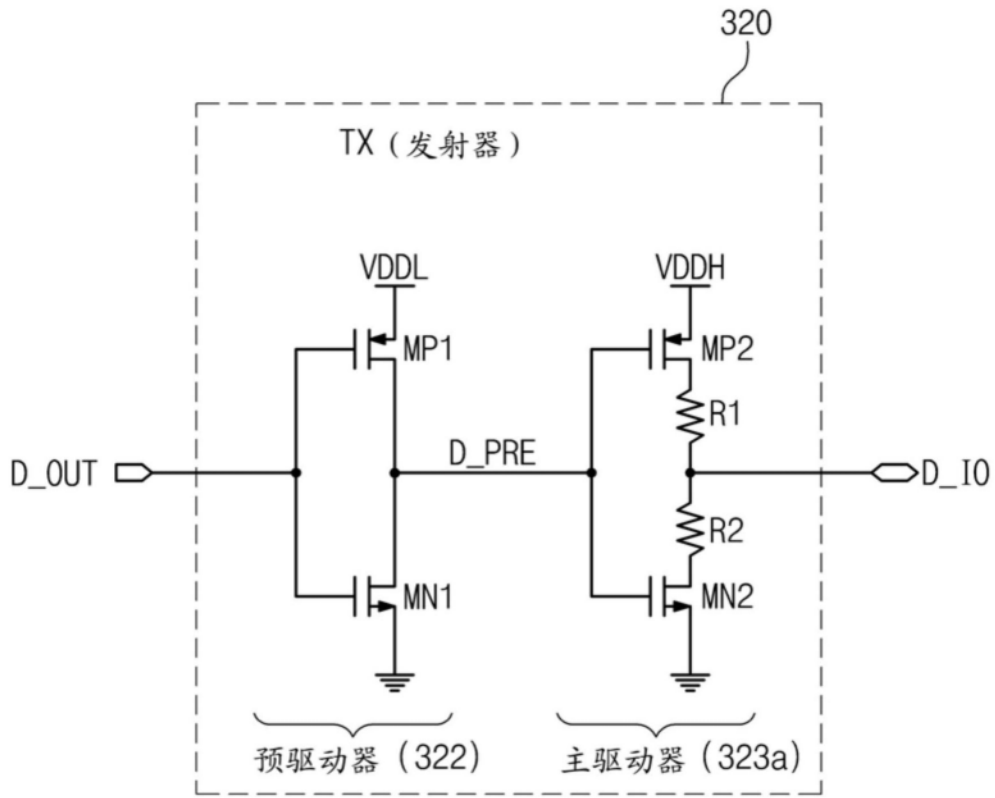 320
TX (发射器)
VDDL
VDDH
MP1
MP2
R1
D_OUT
D_PRE
D_IO
R2
MN1
MN2
预驱动器 (322)
主驱动器 (323a)